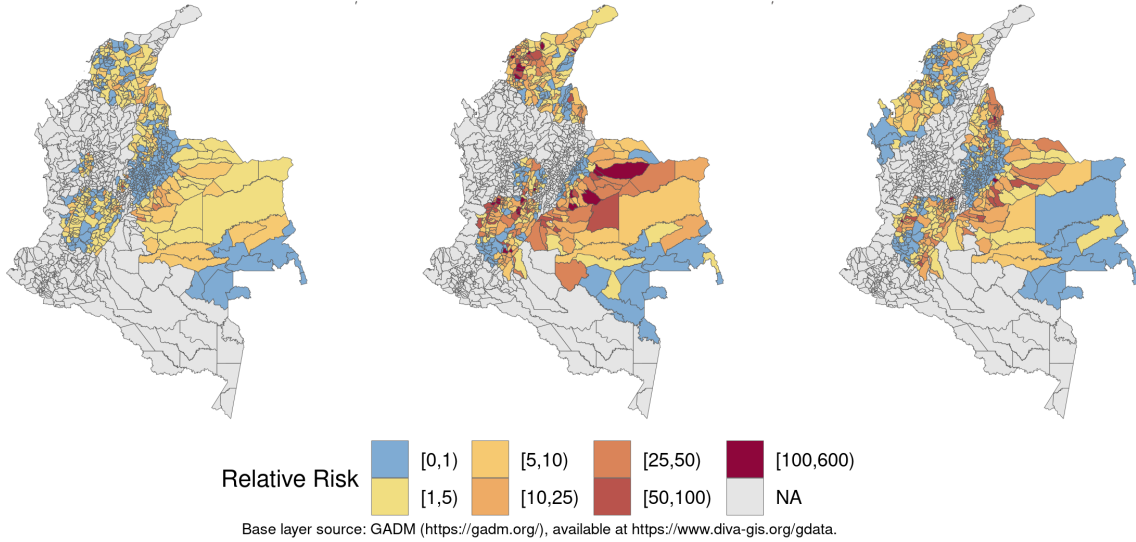 Relative Risk
[0,1)
[5,10)
[25,50)
[100,600)
[1,5)
[10,25)
[50,100)
NA
Base layer source: GADM (https://gadm.org/), available at https://www.diva-gis.org/gdata.